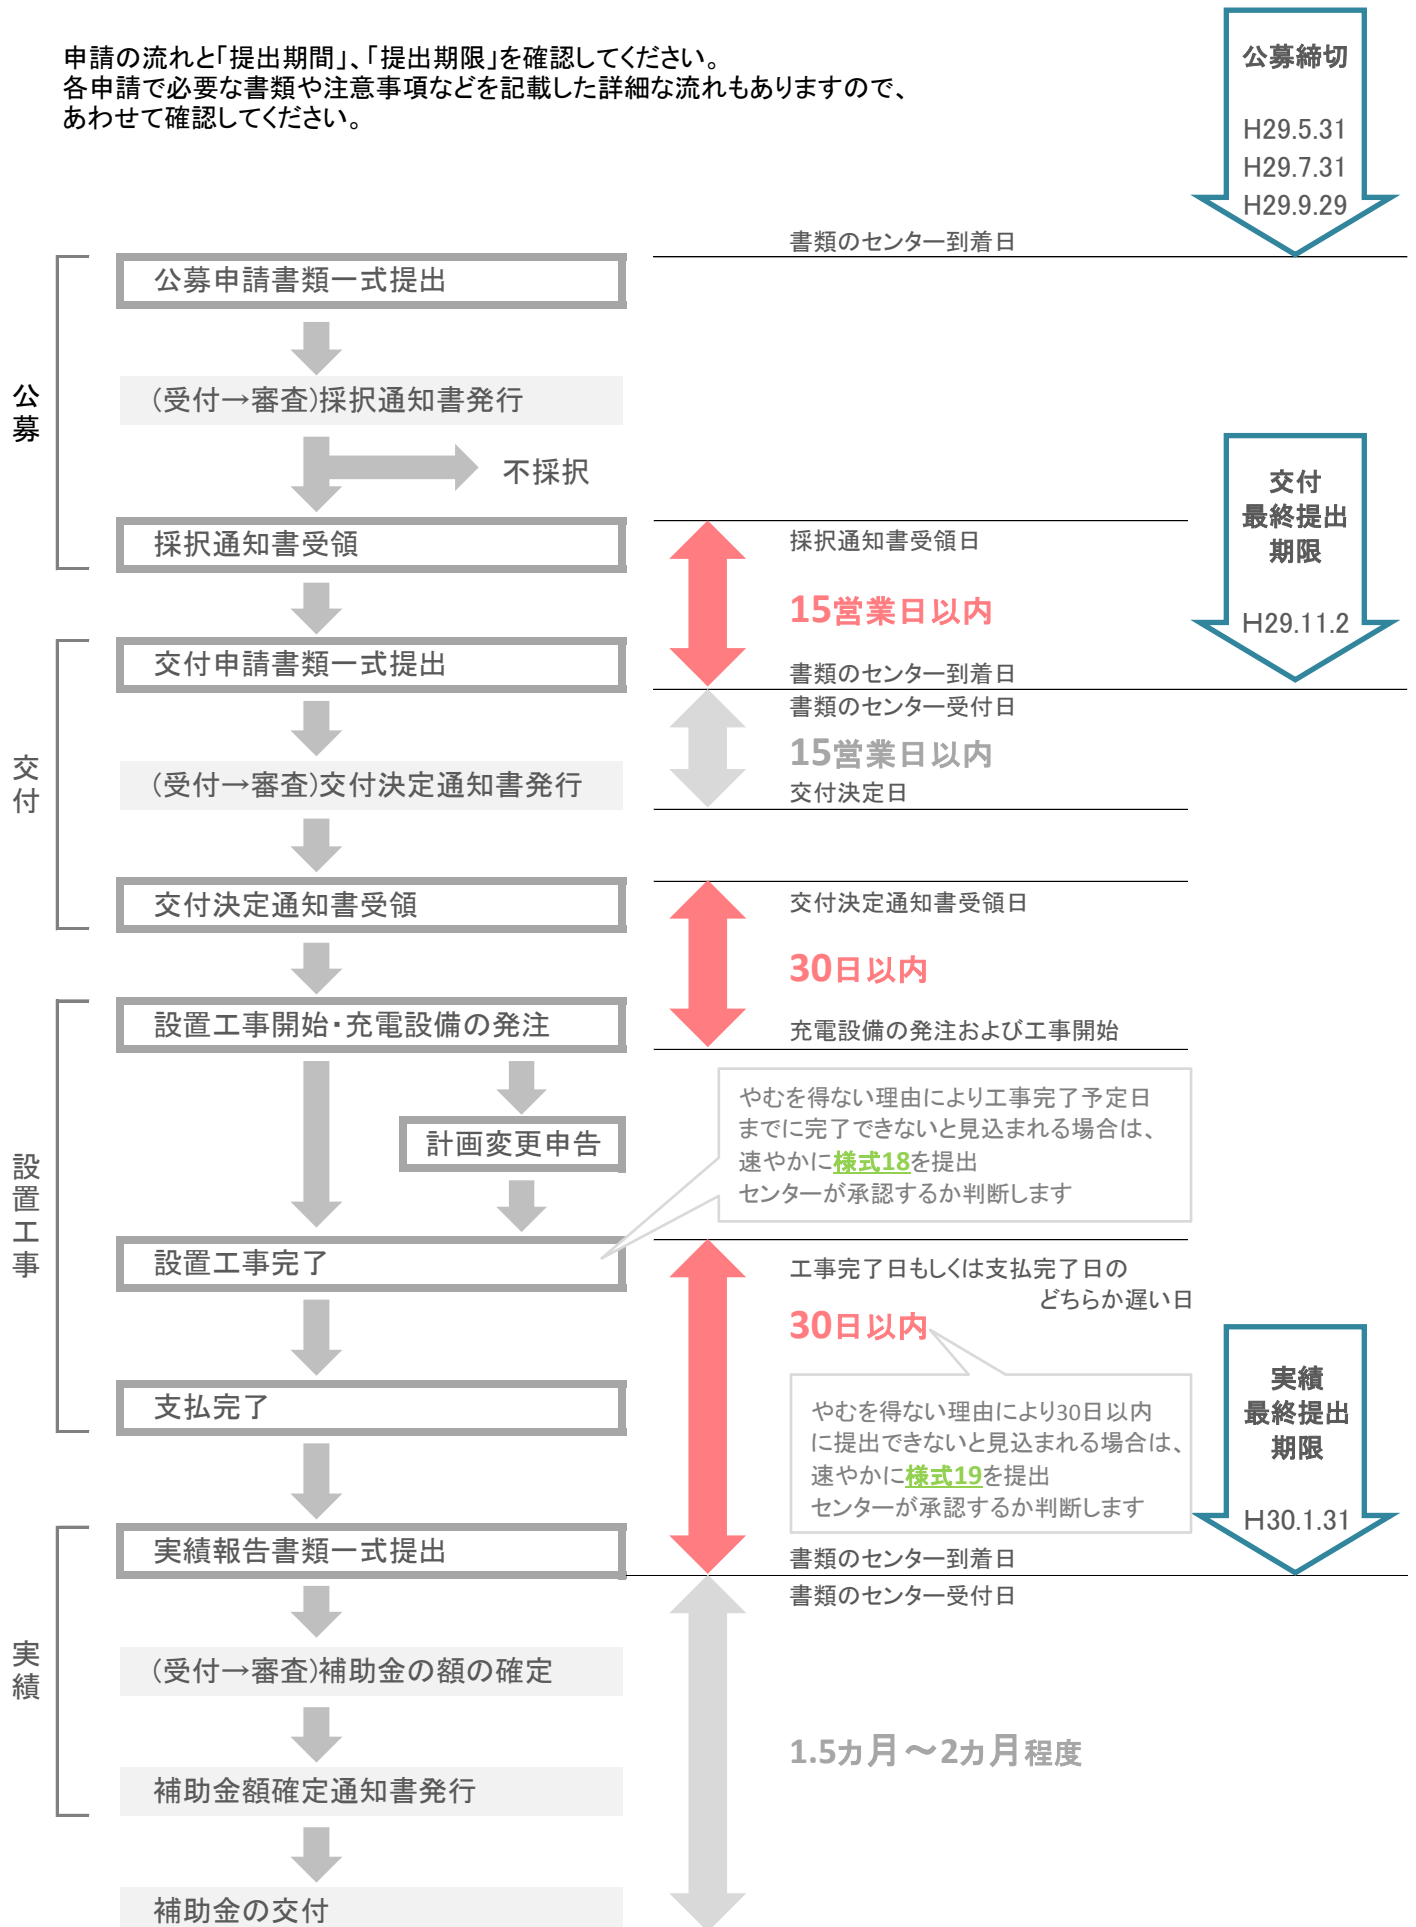 申請の流れと「提出期間」、「提出期限」を確認してください。
各申請で必要な書類や注意事項などを記載した詳細な流れもありますので、
あわせて確認してください。
公募締切
H29.5.31
H29.7.31
H29.9.29
書類のセンター到着日
公募
公募申請書類一式提出
(受付→審査)採択通知書発行
不採択
採択通知書受領
採択通知書受領日
15営業日以内
書類のセンター到着日
交付
最終提出
期限
H29.11.2
交付
交付申請書類一式提出
書類のセンター受付日
15営業日以内
交付決定日
(受付→審査)交付決定通知書発行
交付決定通知書受領
交付決定通知書受領日
30日以内
充電設備の発注および工事開始
設置工事
設置工事開始・充電設備の発注
計画変更申告
やむを得ない理由により工事完了予定日
までに完了できないと見込まれる場合は、
速やかに様式18を提出
センターが承認するか判断します
設置工事完了
工事完了日もしくは支払完了日の
どちらか遅い日
30日以内
支払完了
やむを得ない理由により30日以内
に提出できないと見込まれる場合は、
速やかに様式19を提出
センターが承認するか判断します
実績
最終提出
期限
H30.1.31
実績
実績報告書類一式提出
書類のセンター到着日
書類のセンター受付日
(受付→審査)補助金の額の確定
1.5カ月～2カ月程度
補助金額確定通知書発行
補助金の交付